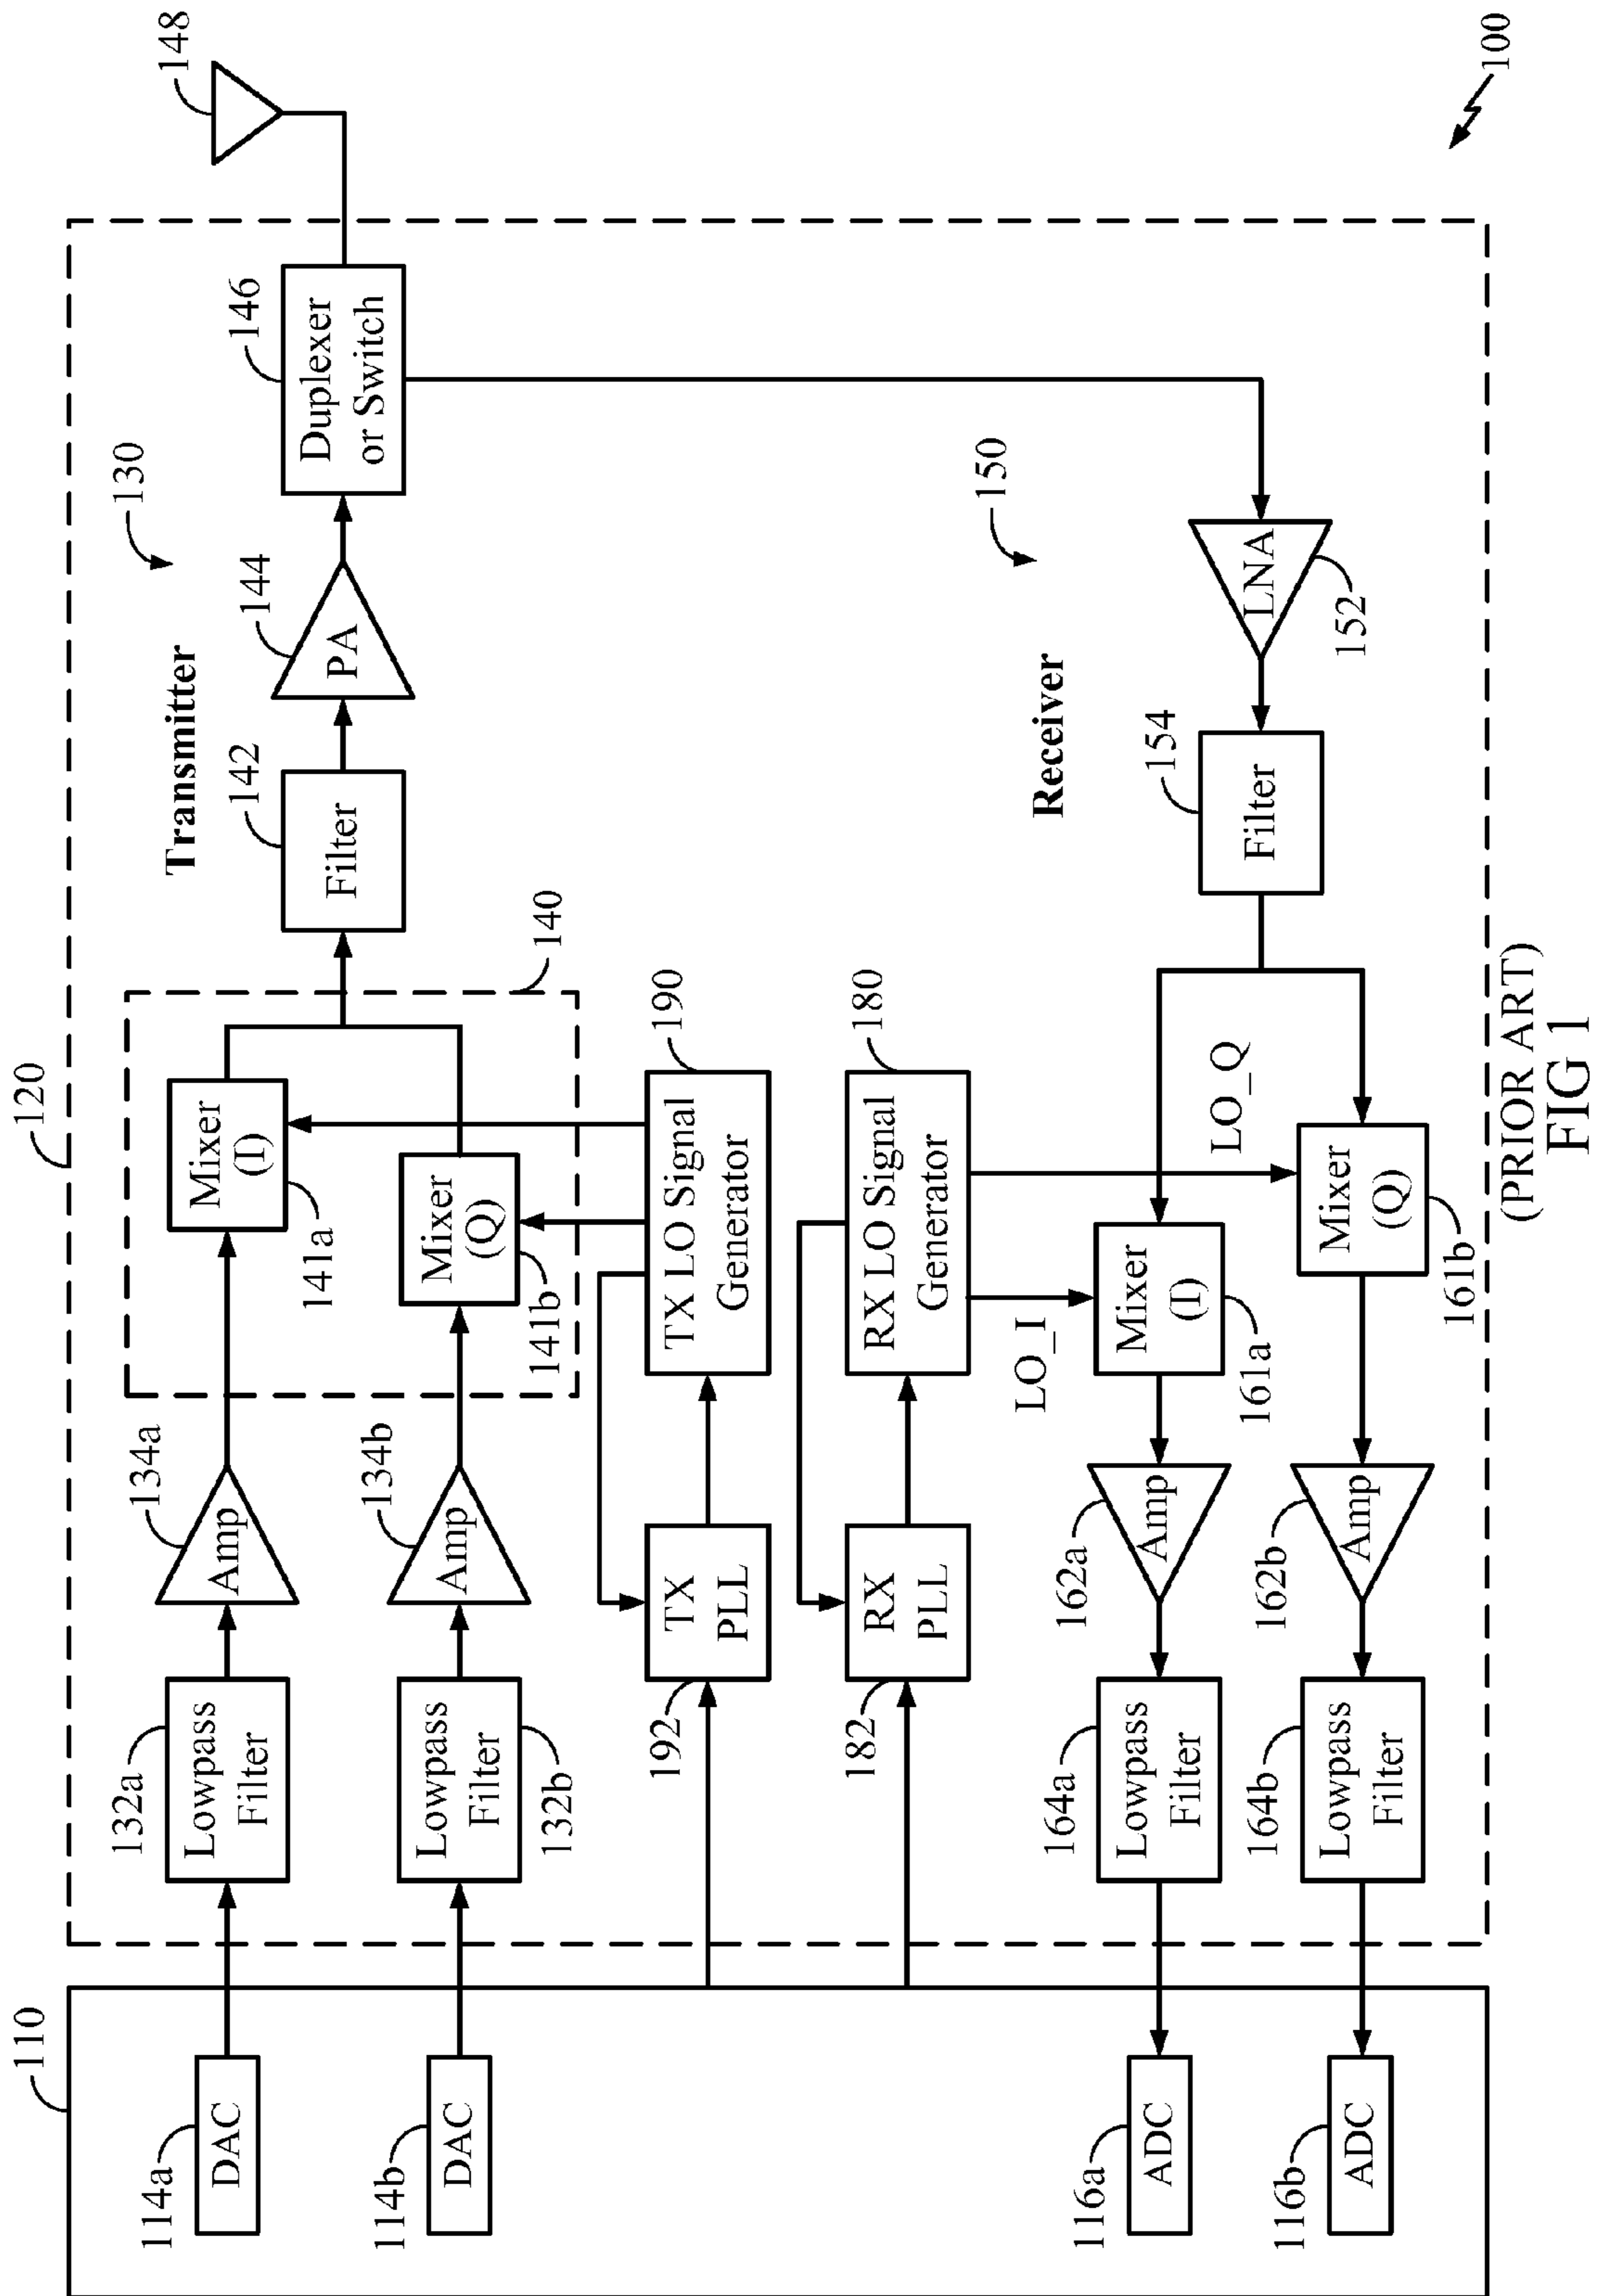 100
120
110
148
130
150
Transmitter
Receiver
114a
DAC
132a
Lowpass
Filter
134a
Amp
141a
Mixer
(I)
140
142
Filter
144
PA
146
Duplexer
or Switch
114b
DAC
132b
Lowpass
Filter
134b
Amp
141b
Mixer
(Q)
192
TX
PLL
190
TX LO Signal
Generator
182
RX
PLL
180
RX LO Signal
Generator
LO_I
LO_Q
116a
ADC
164a
Lowpass
Filter
162a
Amp
161a
Mixer
(I)
154
Filter
152
LNA
116b
ADC
164b
Lowpass
Filter
162b
Amp
161b
Mixer
(Q)
(PRIOR ART)
FIG 1